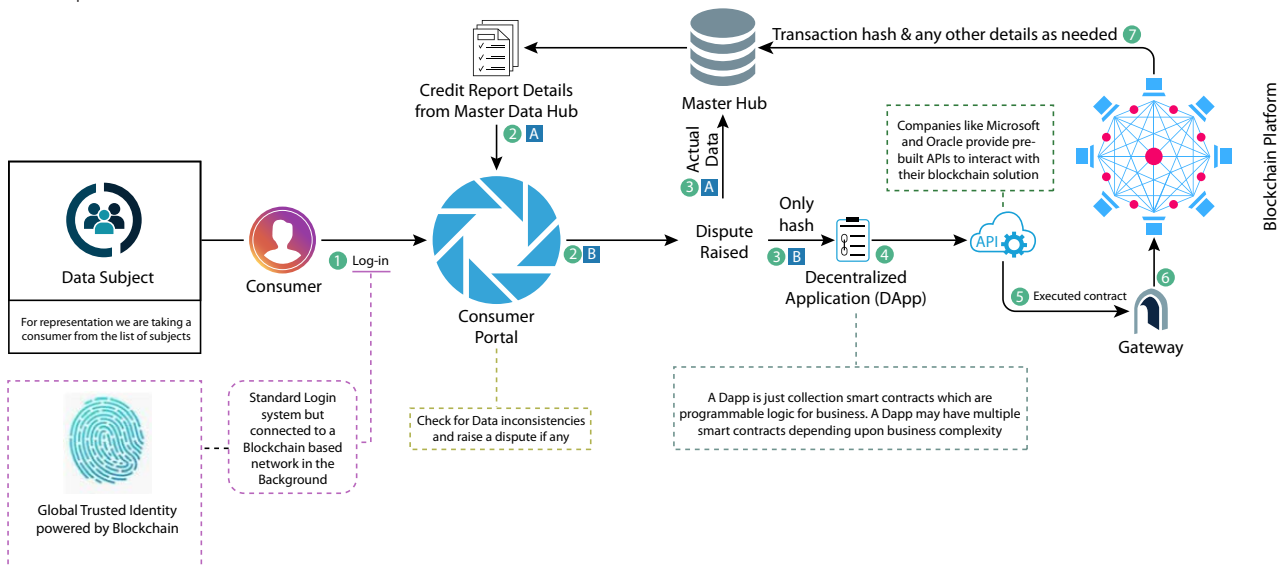 Transaction hash & any other details as needed 7
Credit Report Details
from Master Data Hub
2 A
Master Hub
Actual
Data
3 A
Companies like Microsoft
and Oracle provide pre-
built APIs to interact with
their blockchain solution
Blockchain Platform
Data Subject
For representation we are taking a
consumer from the list of subjects
Consumer
1 Log-in
Consumer
Portal
2 B
Dispute
Raised
Only
hash
3 B
4
Decentralized
Application (DApp)
API
5 Executed contract
6
Gateway
Global Trusted Identity
powered by Blockchain
Standard Login
system but
connected to a
Blockchain based
network in the
Background
Check for Data inconsistencies
and raise a dispute if any
A Dapp is just collection smart contracts which are
programmable logic for business. A Dapp may have multiple
smart contracts depending upon business complexity